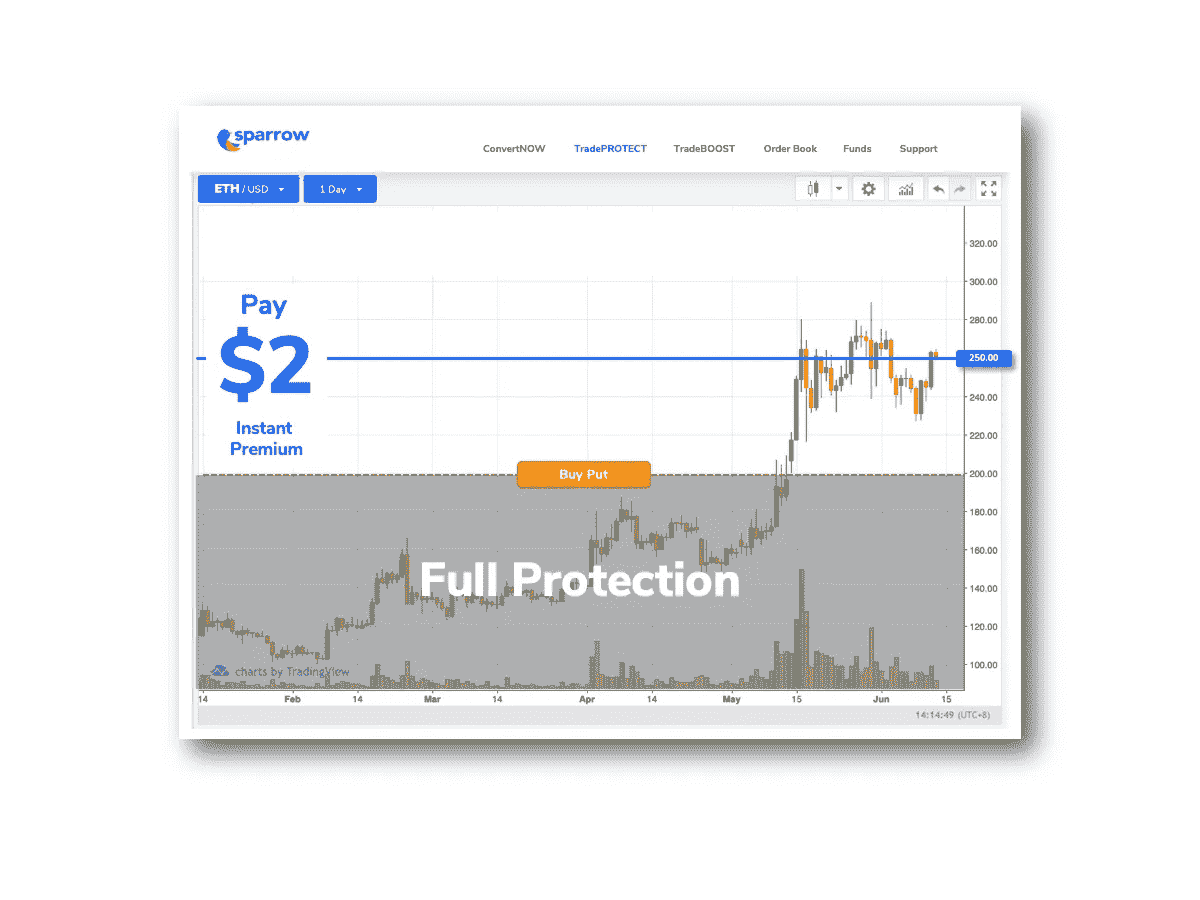 sparrow
ConvertNOW TradePROTECT TradeBOOST Order Book Funds Support
ETH / USD 1 Day
320.00
300.00
Pay
280.00
$2
250.00
240.00
Instant
220.00
Premium
Buy Put
200.00
180.00
160.00
Full Protection
140.00
120.00
charts by TradingView
100.00
14 Feb 14 Mar 14 Apr 14 May 15 Jun 15
14:14:49 (UTC+8)